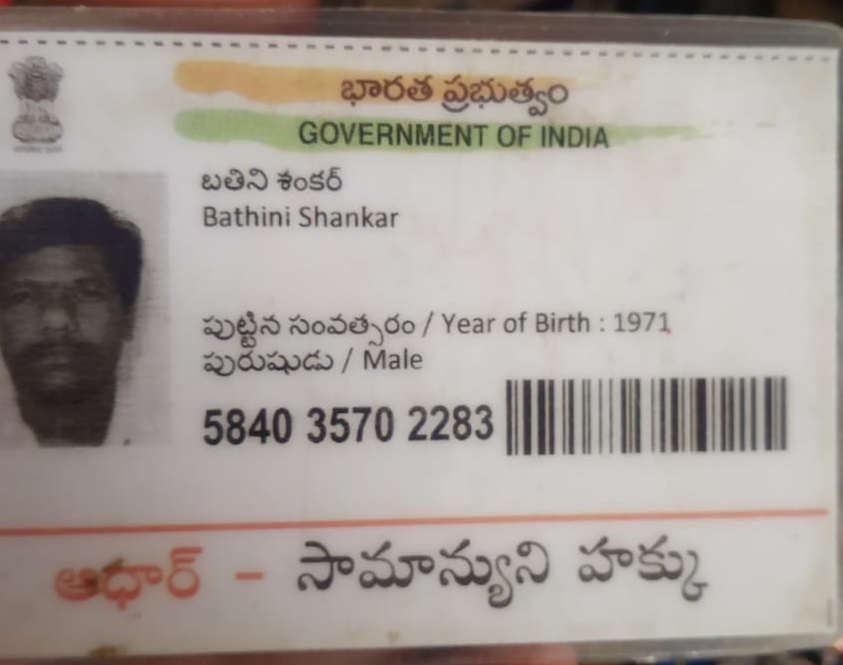 భారత ప్రభుత్వం
GOVERNMENT OF INDIA
బతిని శంకర్
Bathini Shankar
పుట్టిన సంవత్సరం / Year of Birth : 1971
పురుషుడు / Male
5840 3570 2283
ఆధార్ - సామాన్యుని హక్కు